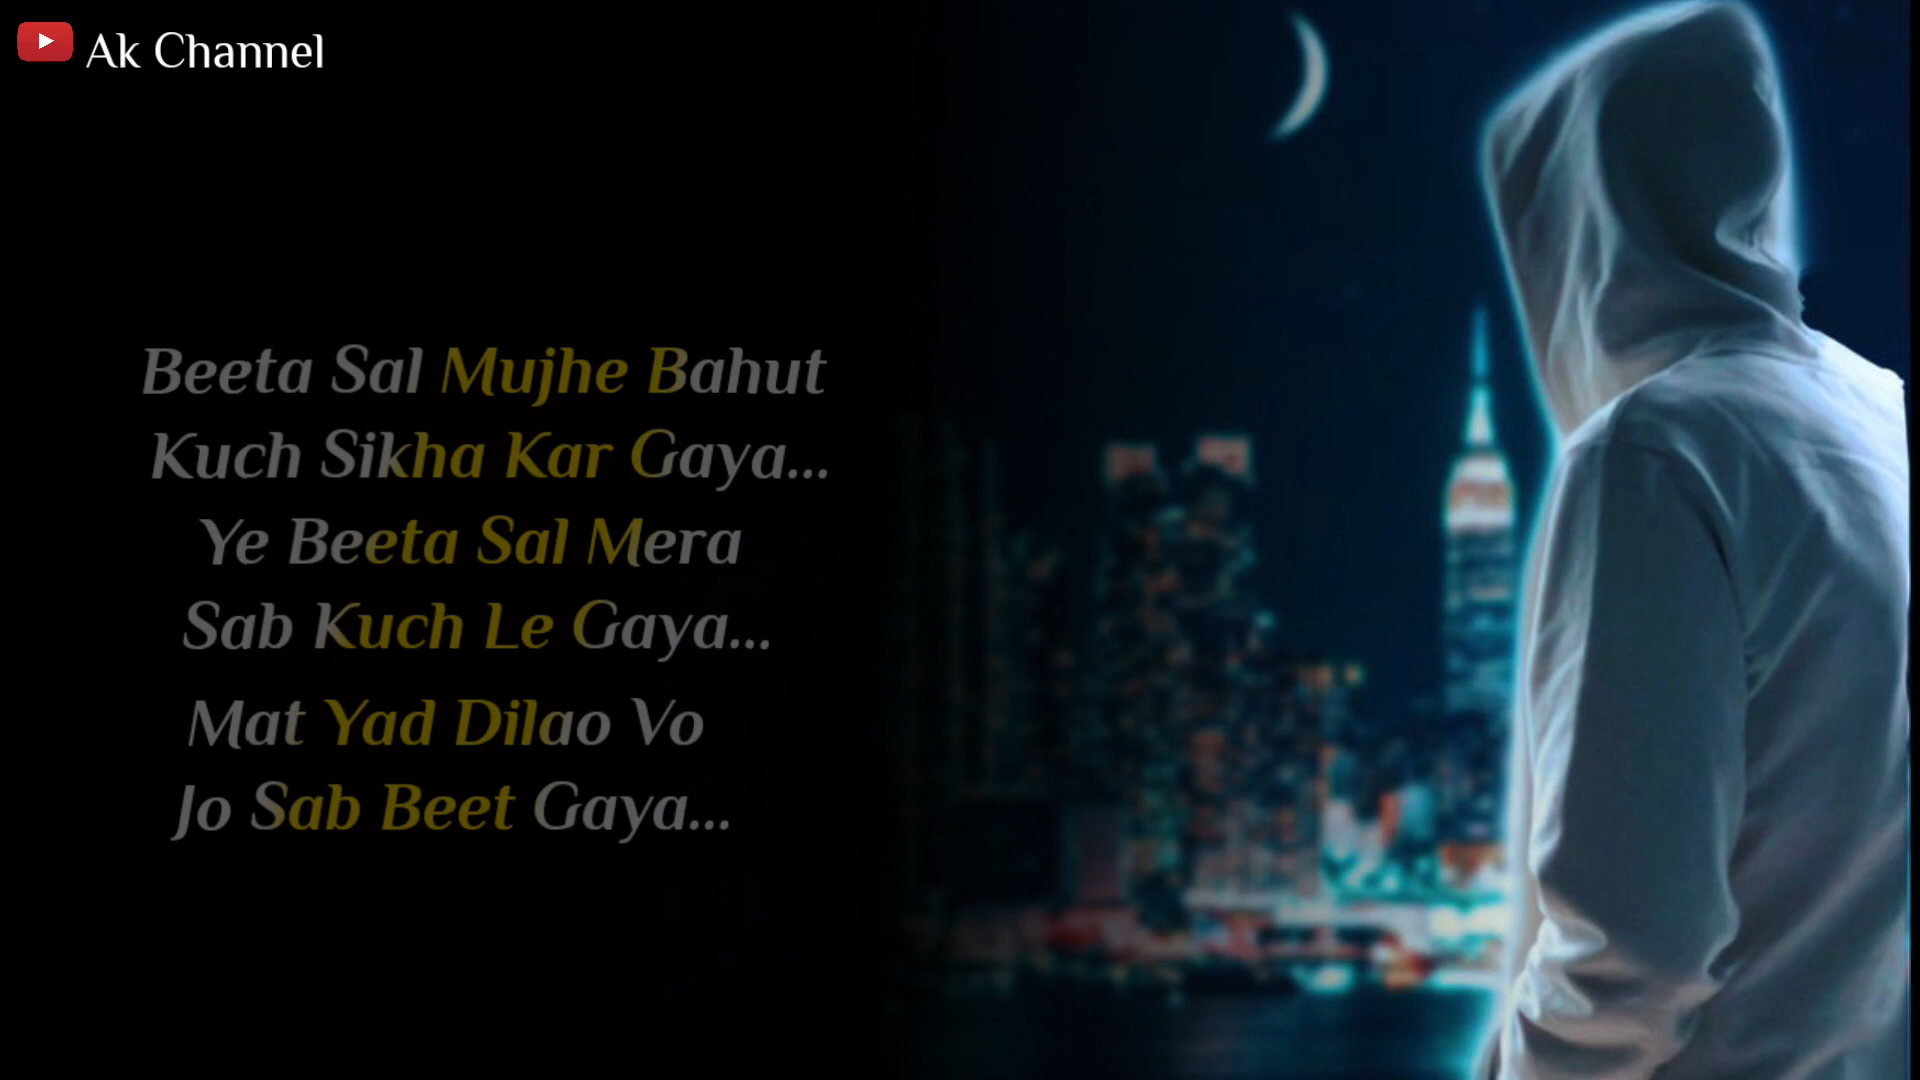 Ak Channel
Beeta Sal Mujhe Bahut
Kuch Sikha Kar Gaya...
Ye Beeta Sal Mera
Sab Kuch Le Gaya...
Mat Yad Dilao Vo
Jo Sab Beet Gaya...